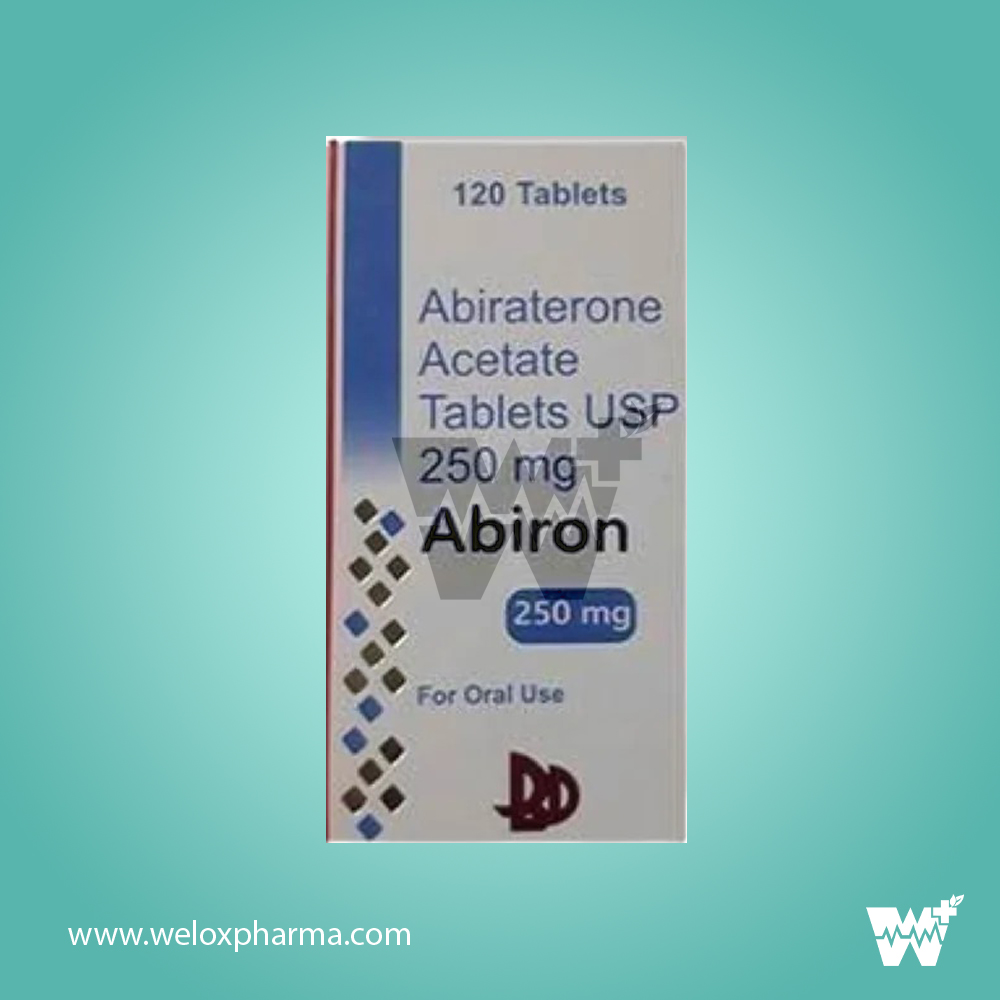 120 Tablets
Abiraterone
Acetate
Tablets USP
250 mg
Abiron
250 mg
For Oral Use
www.weloxpharma.com
W